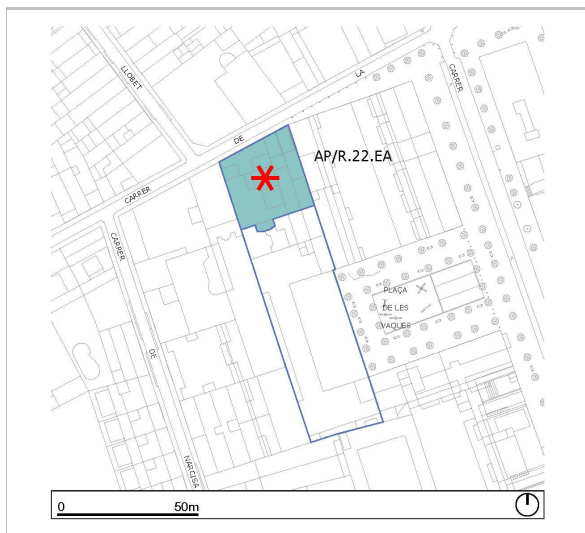 LLOBET
LA
DE
CARRER
CARRER
AP/R.22.EA
CARRER
DE
NARCISA
PLAÇA
DE LES
VAQUES
0 50m